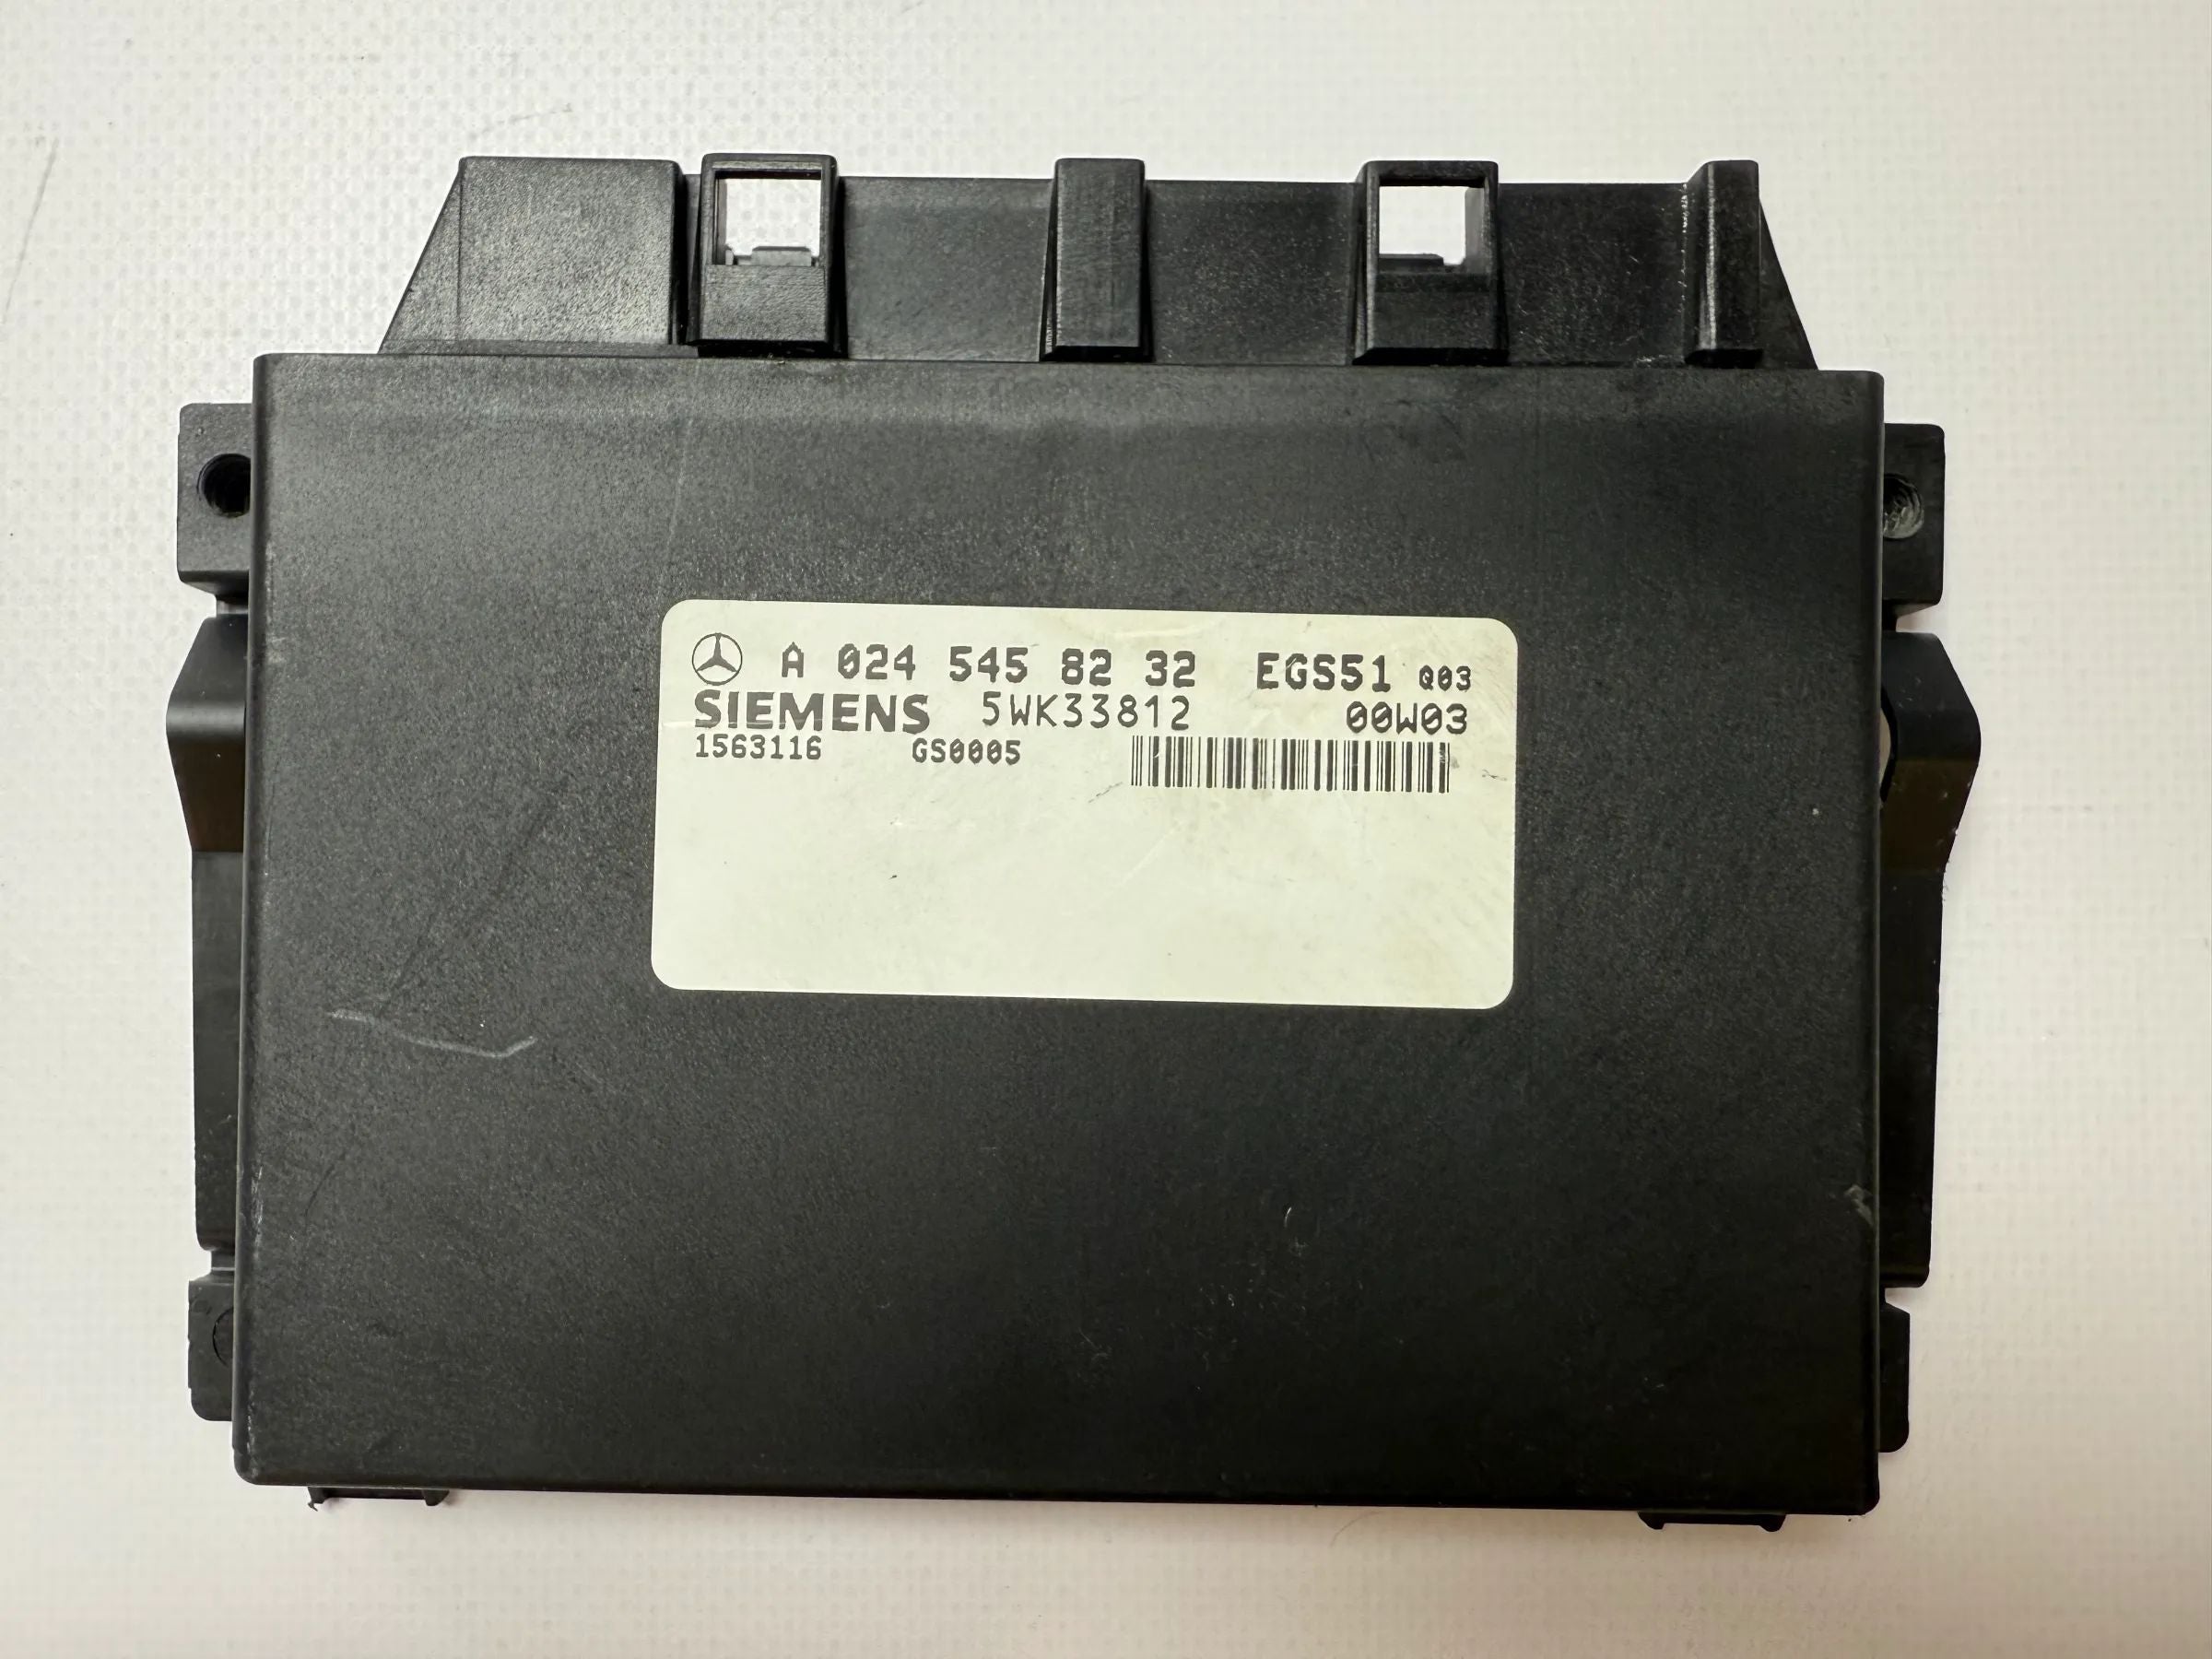 A 024 545 82 32 EGS51 Q03
SIEMENS 5WK33812 00W03
1563116 GS0005